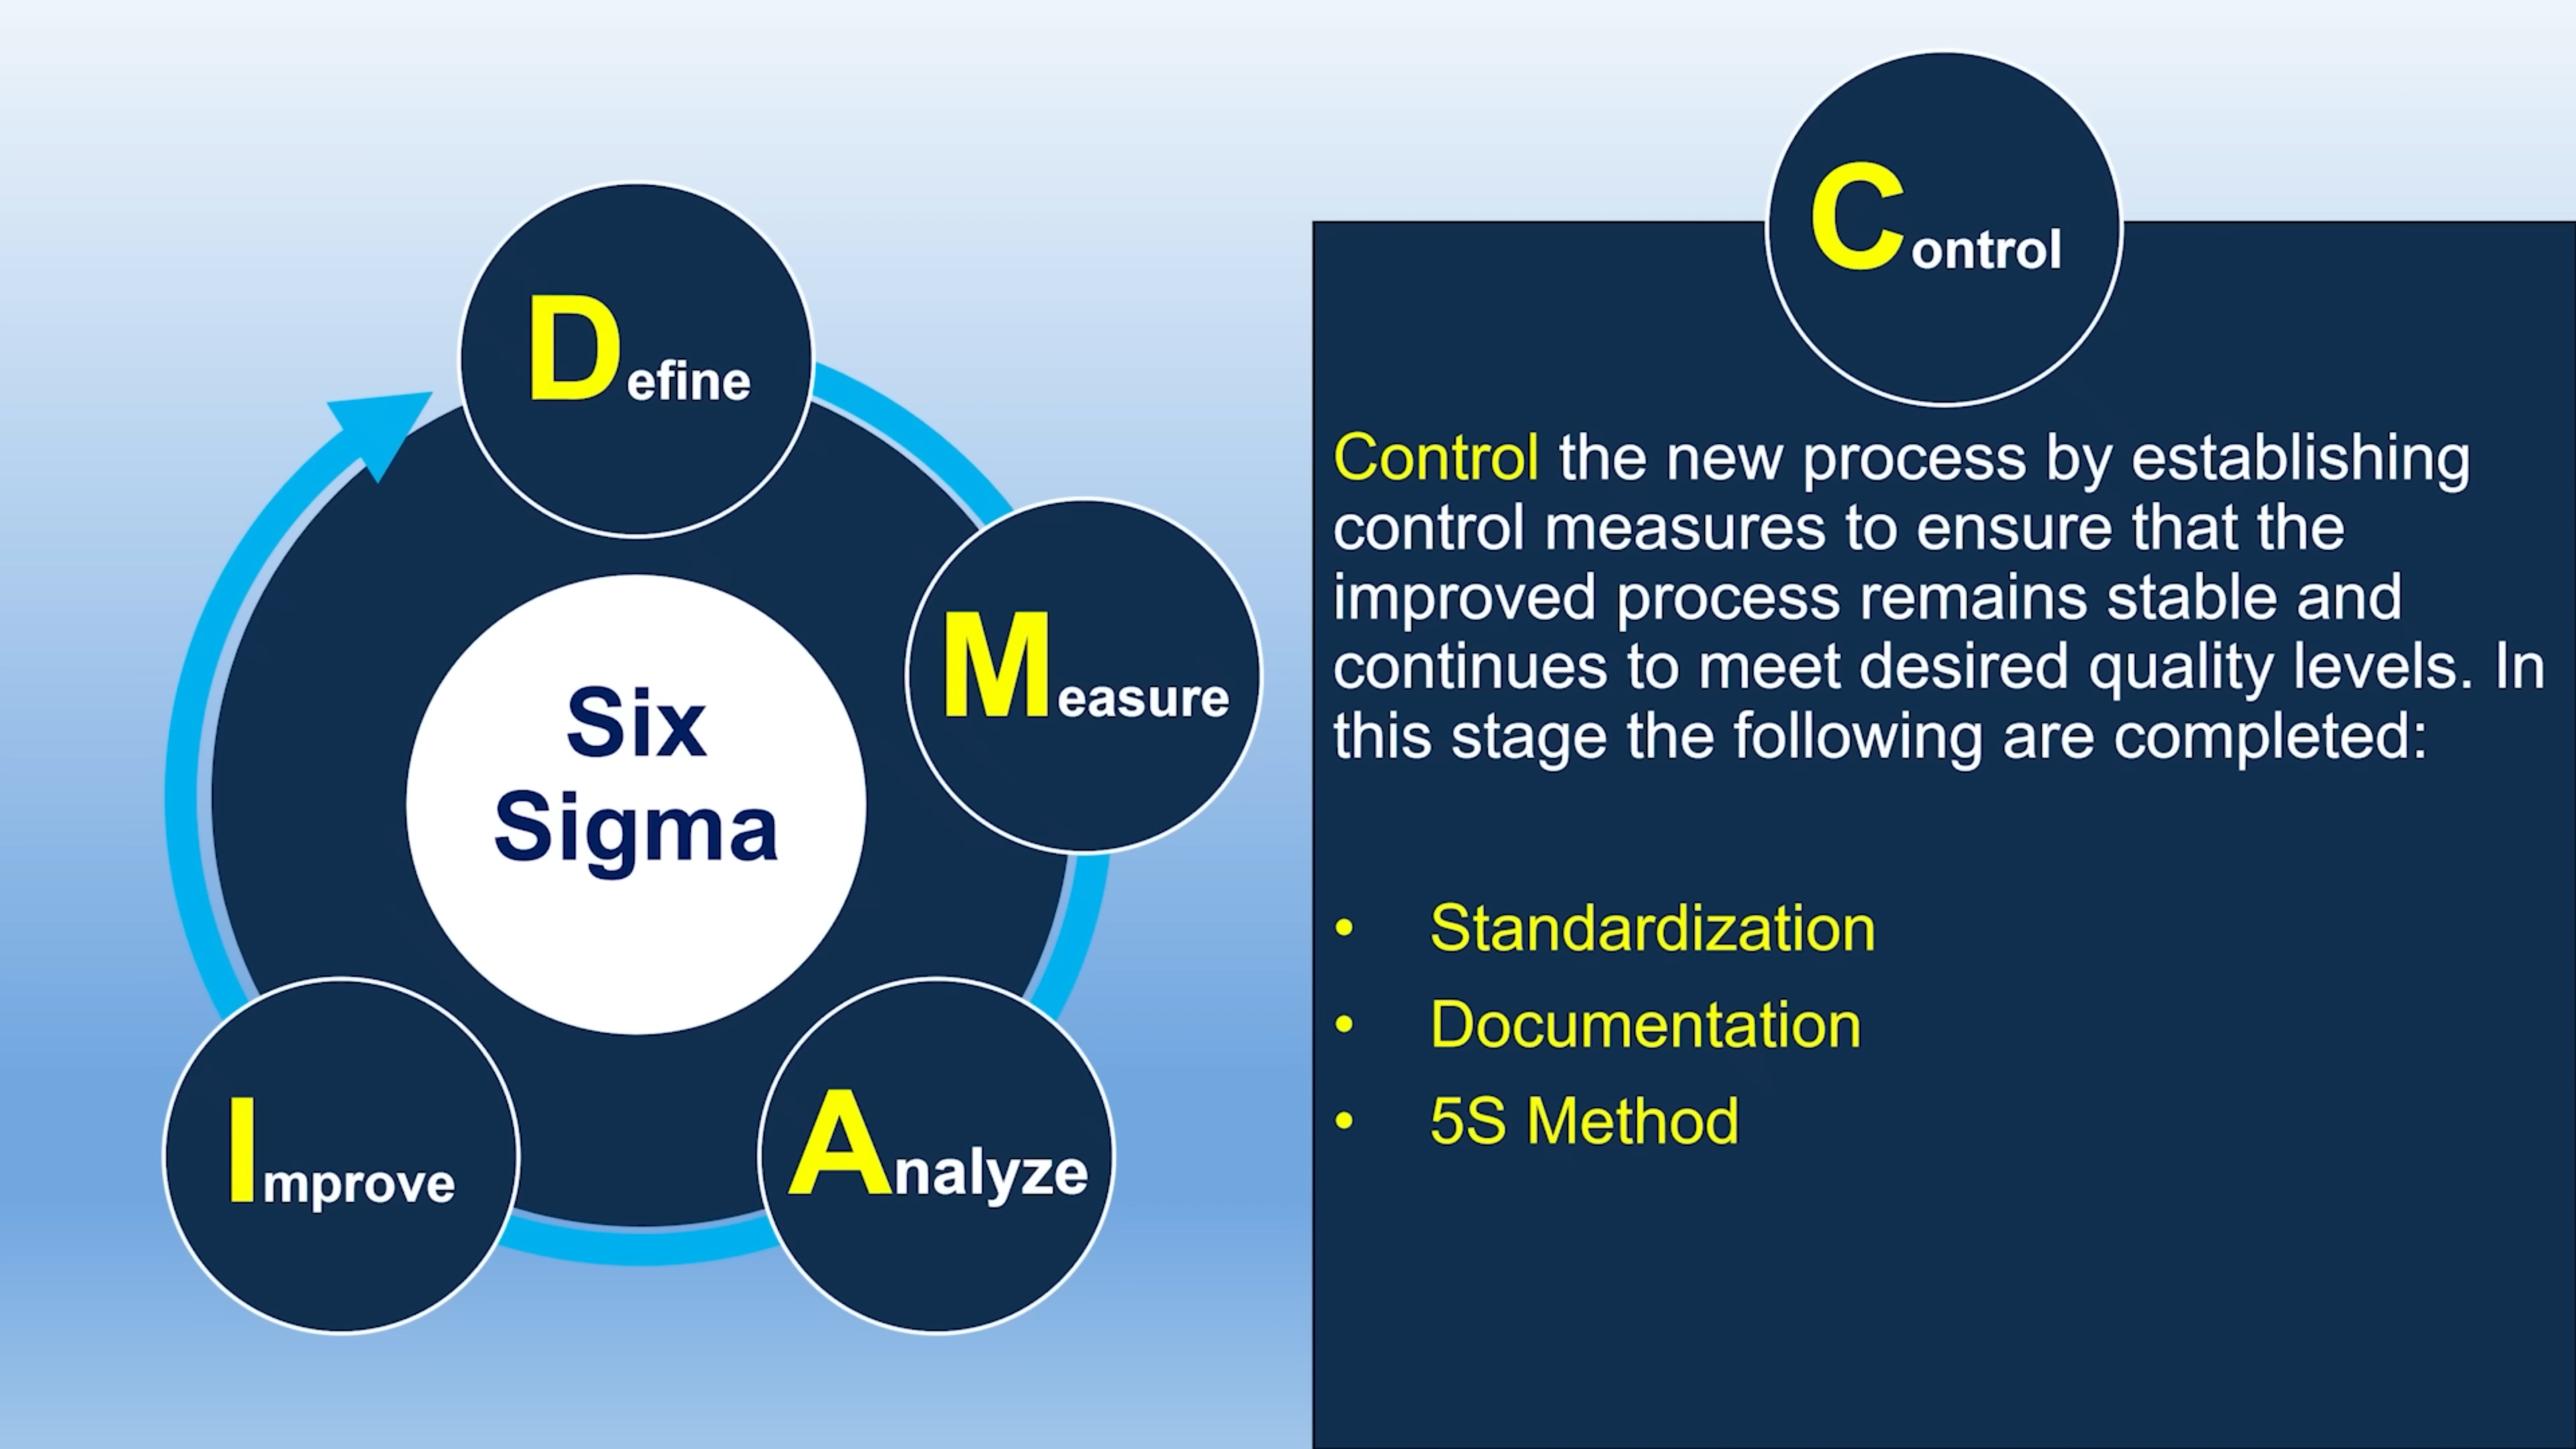 Define
Measure
Six
Sigma
Improve
Analyze
Control
Control the new process by establishing
control measures to ensure that the
improved process remains stable and
continues to meet desired quality levels. In
this stage the following are completed:
• Standardization
• Documentation
• 5S Method